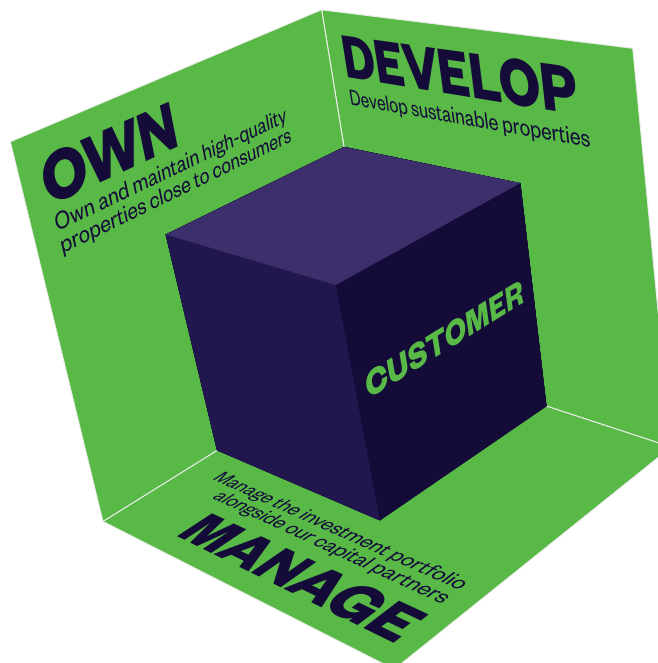 OWN
Own and maintain high-quality
properties close to consumers
DEVELOP
Develop sustainable properties
CUSTOMER
Manage the investment portfolio
alongside our capital partners
MANAGE